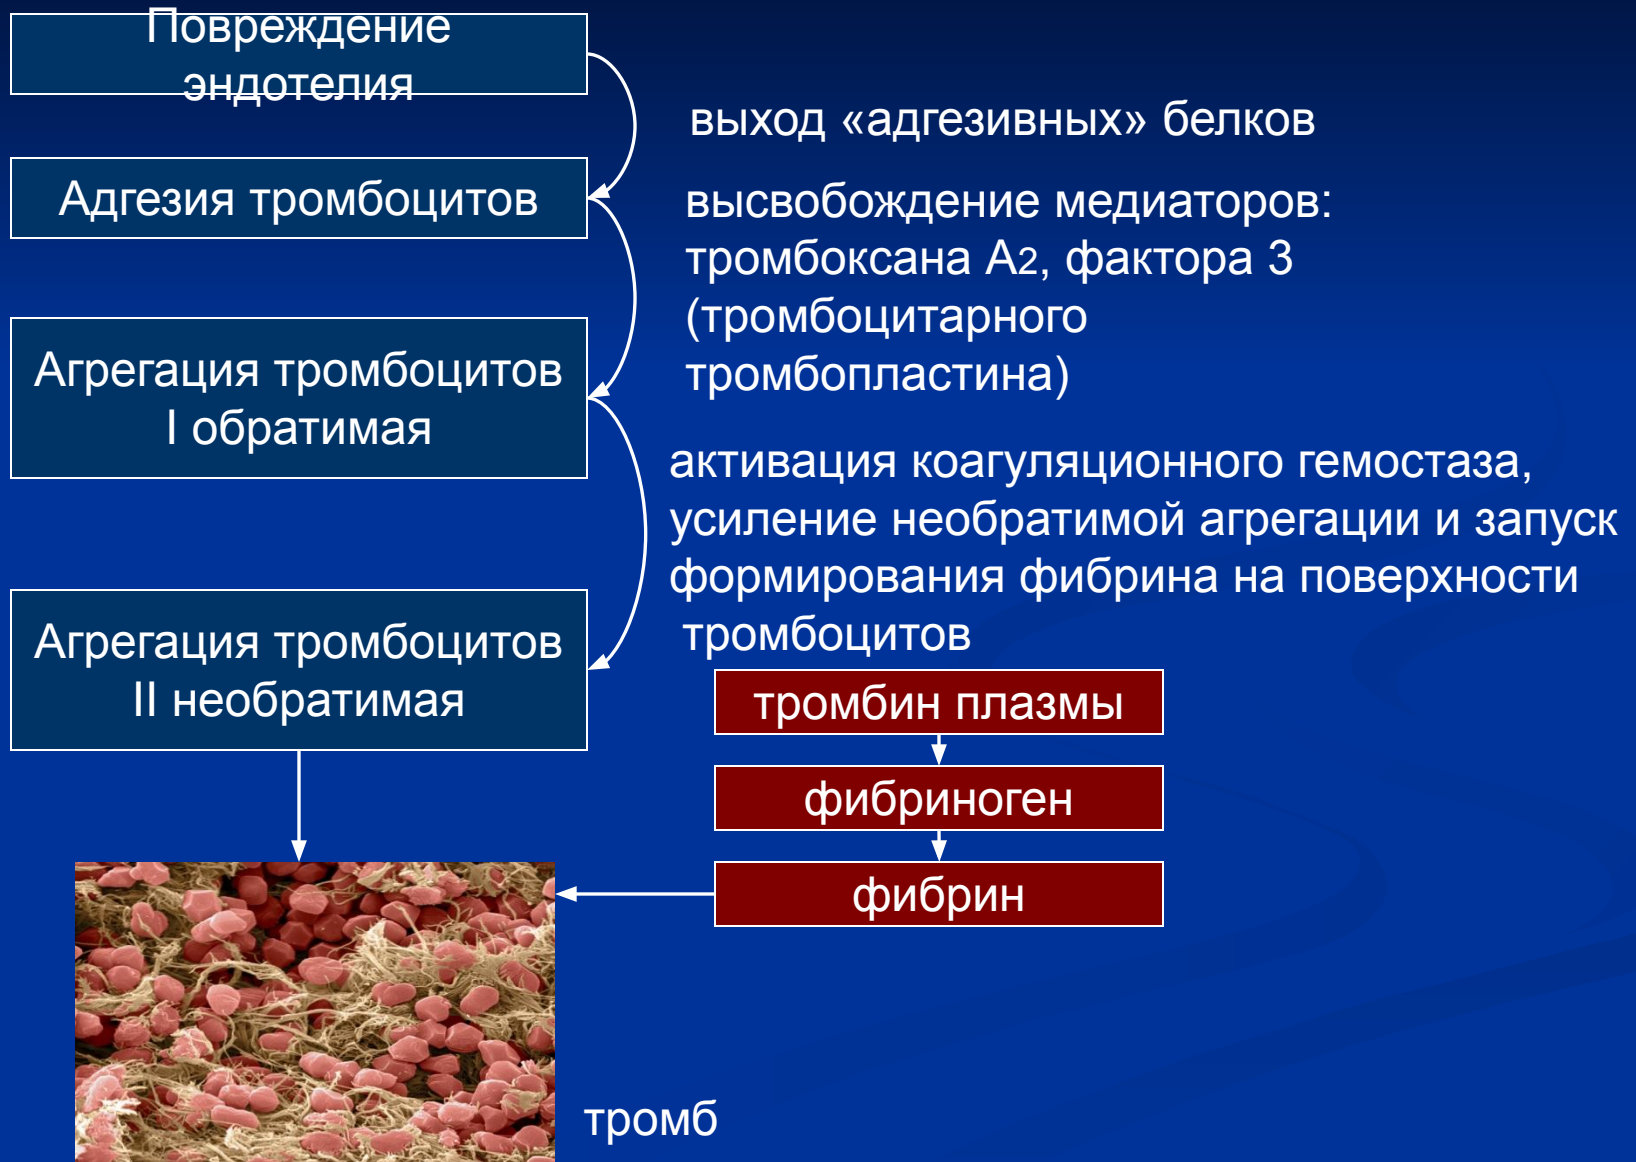 Повреждение
эндотелия
выход «адгезивных» белков
Адгезия тромбоцитов
высвобождение медиаторов:
тромбоксана А2, фактора 3
(тромбоцитарного
тромбопластина)
Агрегация тромбоцитов
I обратимая
активация коагуляционного гемостаза,
усиление необратимой агрегации и запуск
формирования фибрина на поверхности
тромбоцитов
Агрегация тромбоцитов
II необратимая
тромбин плазмы
фибриноген
фибрин
тромб